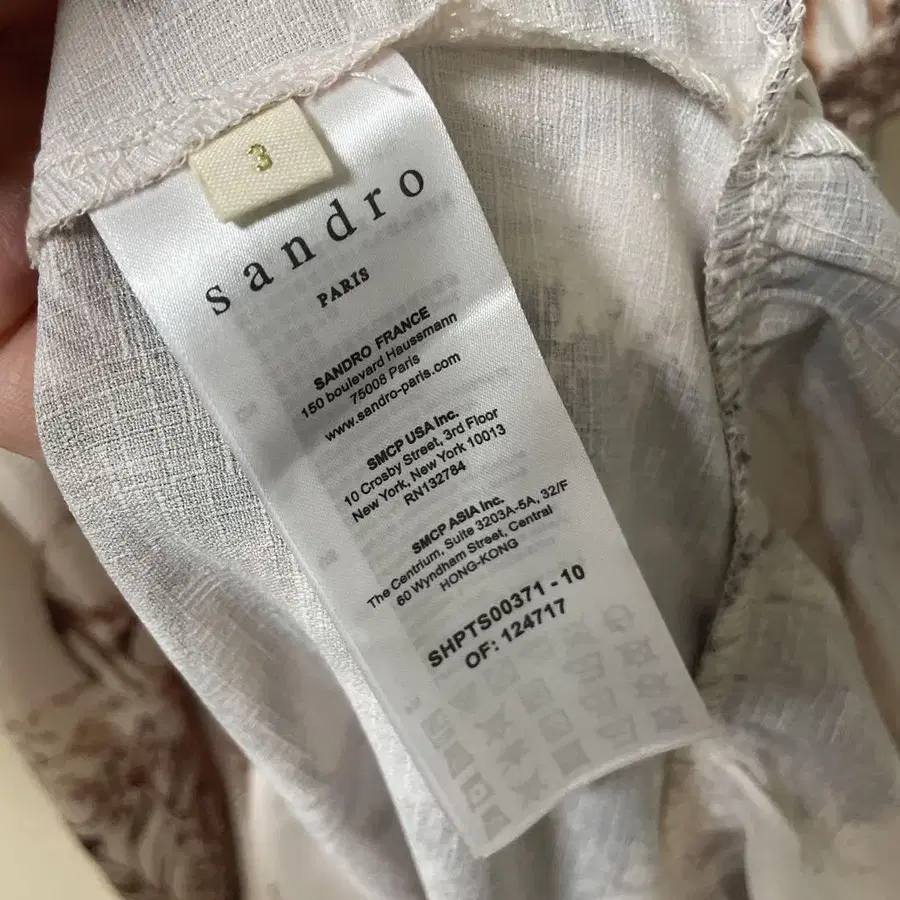 3
sandro
PARIS
SANDRO FRANCE
150 boulevard Haussmann
75008 Paris
www.sandro-paris.com
SMCP USA Inc.
10 Crosby Street, 3rd Floor
New York, New York 10013
RN132784
SMCP ASIA Inc.
The Centrium, Suite 3203A-5A, 32/F
60 Wyndham Street, Central
HONG-KONG
SHPTS00371 - 10
OF: 124717